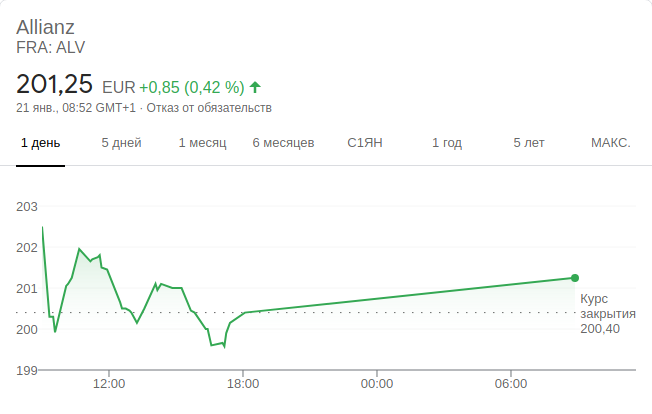 Allianz
FRA: ALV
201,25 EUR +0,85 (0,42 %)
21 янв., 08:52 GMT+1 · Отказ от обязательств
1 день 5 дней 1 месяц 6 месяцев С1ЯН 1 год 5 лет МАКС.
203
202
201
200
199
Курс
закрытия
200,40
12:00 18:00 00:00 06:00